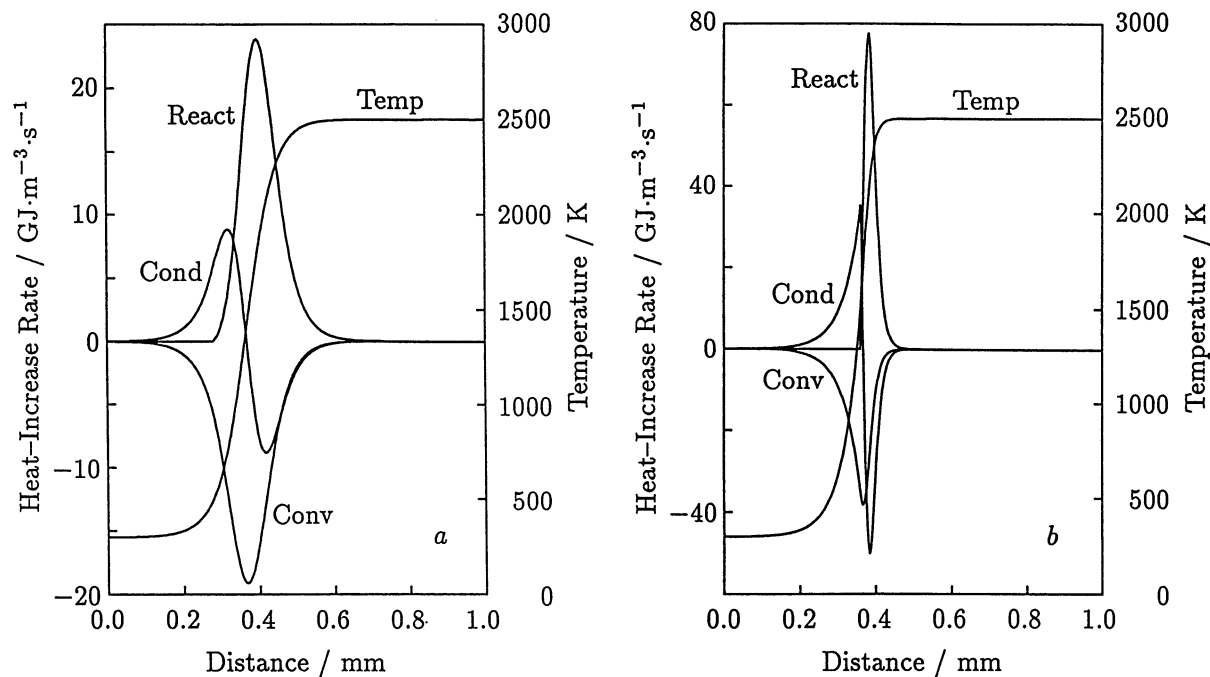 Heat–Increase Rate / GJ·m⁻³·s⁻¹
20
10
0
−10
−20
React
Temp
Cond
Conv
a
3000
2500
2000
1500
1000
500
0
Temperature / K
0.0 0.2 0.4 0.6 0.8 1.0
Distance / mm
Heat–Increase Rate / GJ·m⁻³·s⁻¹
80
40
0
−40
React
Temp
Cond
Conv
b
3000
2500
2000
1500
1000
500
0
Temperature / K
0.0 0.2 0.4 0.6 0.8 1.0
Distance / mm